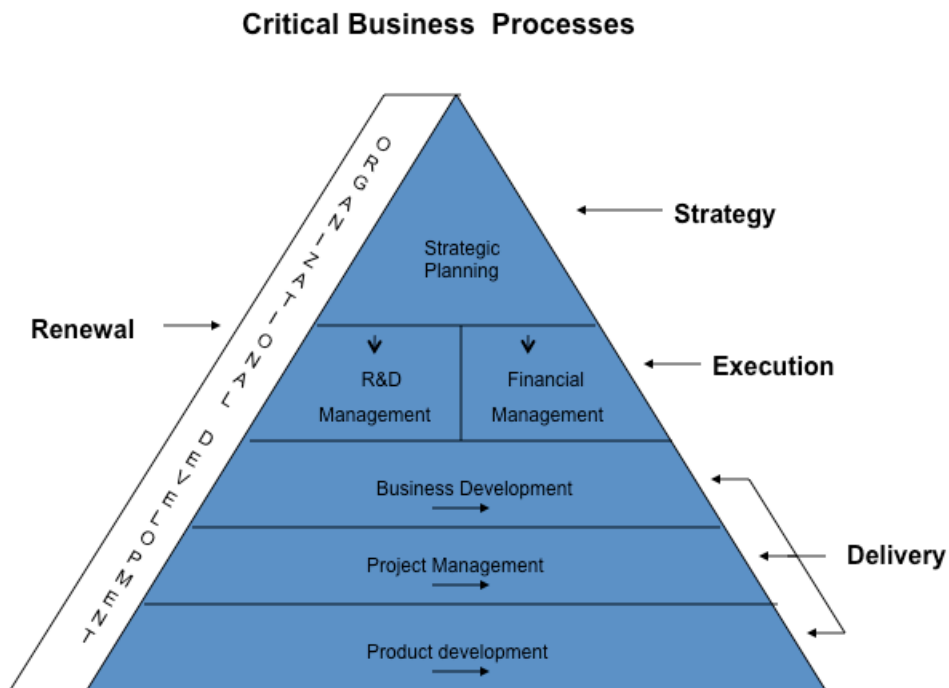 Critical Business Processes
ORGANIZATIONAL DEVELOPMENT
Strategy
Strategic
Planning
Renewal
Execution
R&D
Management
Financial
Management
Business Development
Project Management
Delivery
Product development